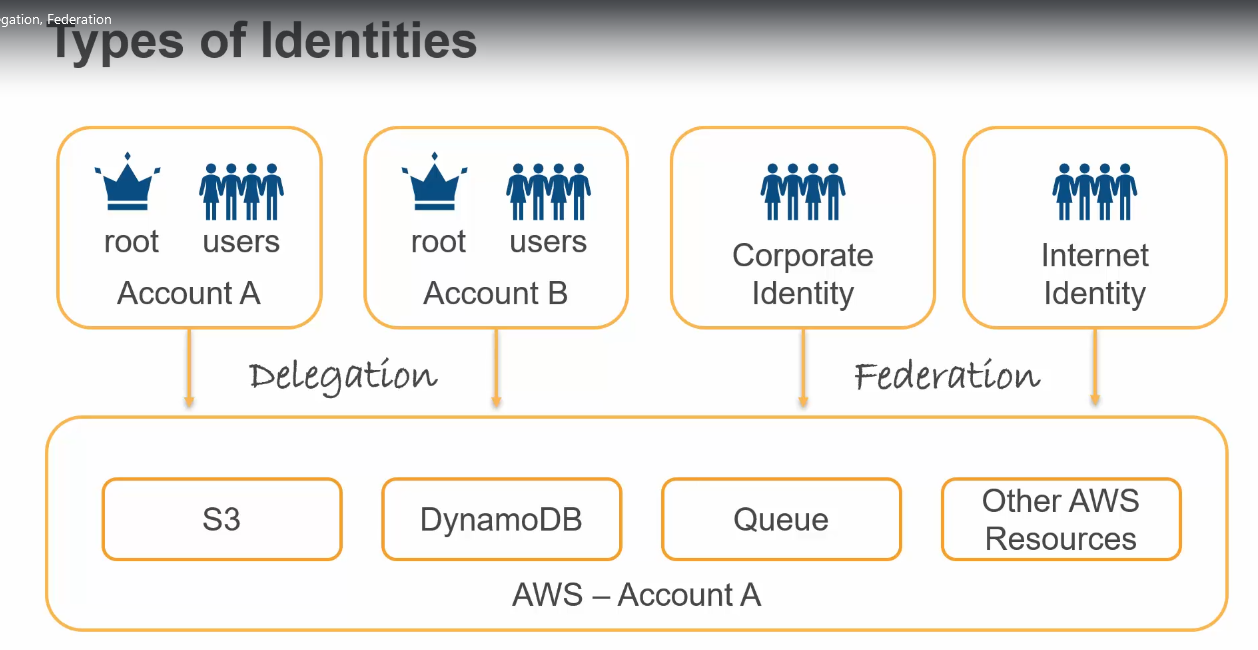 gation, Federation
Types of Identities
root users
Account A
root users
Account B
Corporate
Identity
Internet
Identity
Delegation
Federation
S3
DynamoDB
Queue
Other AWS
Resources
AWS – Account A